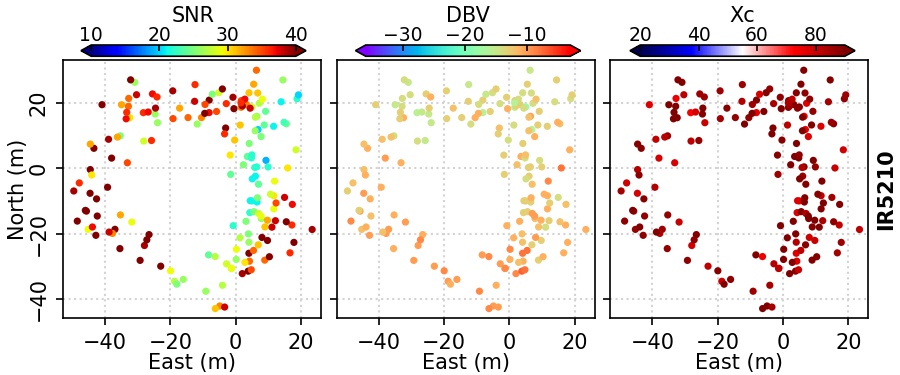 SNR DBV Xc
10 20 30 40 −30 −20 −10 20 40 60 80
North (m)
20
0
−20
−40
−40 −20 0 20 −40 −20 0 20 −40 −20 0 20
East (m) East (m) East (m)
IR5210